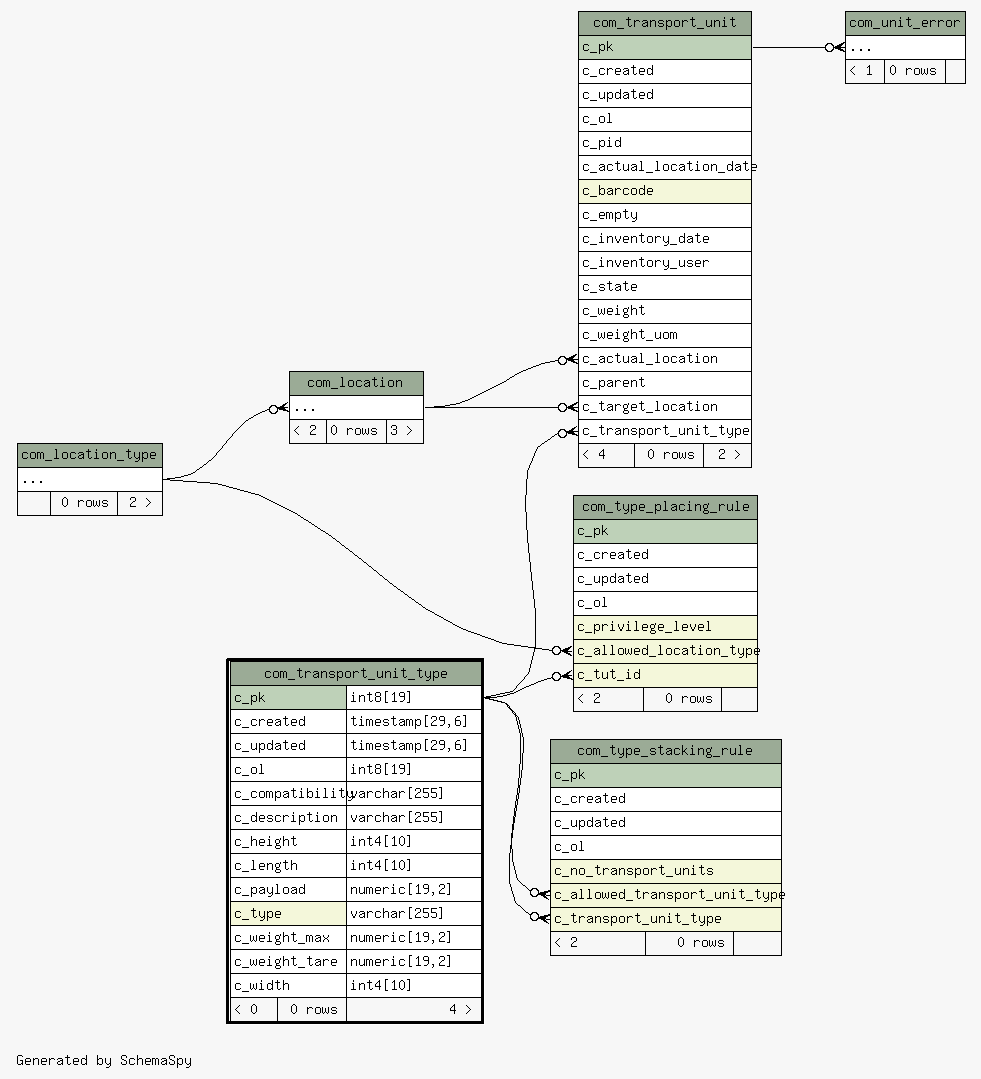 com_transport_unit
c_pk
c_created
c_updated
c_ol
c_pid
c_actual_location_date
c_barcode
c_empty
c_inventory_date
c_inventory_user
c_state
c_weight
c_weight_uom
c_actual_location
c_parent
c_target_location
c_transport_unit_type
< 4 0 rows 2 >
com_unit_error
...
< 1 0 rows
com_location
...
< 2 0 rows 3 >
com_location_type
...
0 rows 2 >
com_type_placing_rule
c_pk
c_created
c_updated
c_ol
c_privilege_level
c_allowed_location_type
c_tut_id
< 2 0 rows
com_transport_unit_type
c_pk int8[19]
c_created timestamp[29,6]
c_updated timestamp[29,6]
c_ol int8[19]
c_compatibility varchar[255]
c_description varchar[255]
c_height int4[10]
c_length int4[10]
c_payload numeric[19,2]
c_type varchar[255]
c_weight_max numeric[19,2]
c_weight_tare numeric[19,2]
c_width int4[10]
< 0 0 rows 4 >
com_type_stacking_rule
c_pk
c_created
c_updated
c_ol
c_no_transport_units
c_allowed_transport_unit_type
c_transport_unit_type
< 2 0 rows
Generated by SchemaSpy